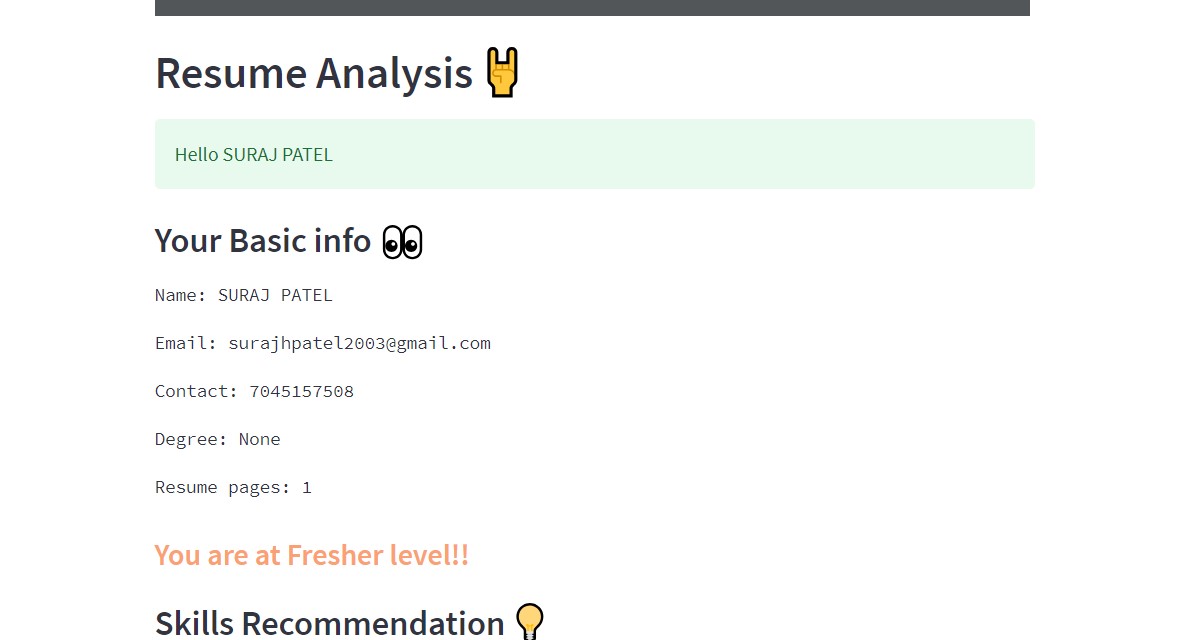 Resume Analysis 🤘
Hello SURAJ PATEL
Your Basic info 👀
Name: SURAJ PATEL
Email: surajhpatel2003@gmail.com
Contact: 7045157508
Degree: None
Resume pages: 1
You are at Fresher level!!
Skills Recommendation 💡